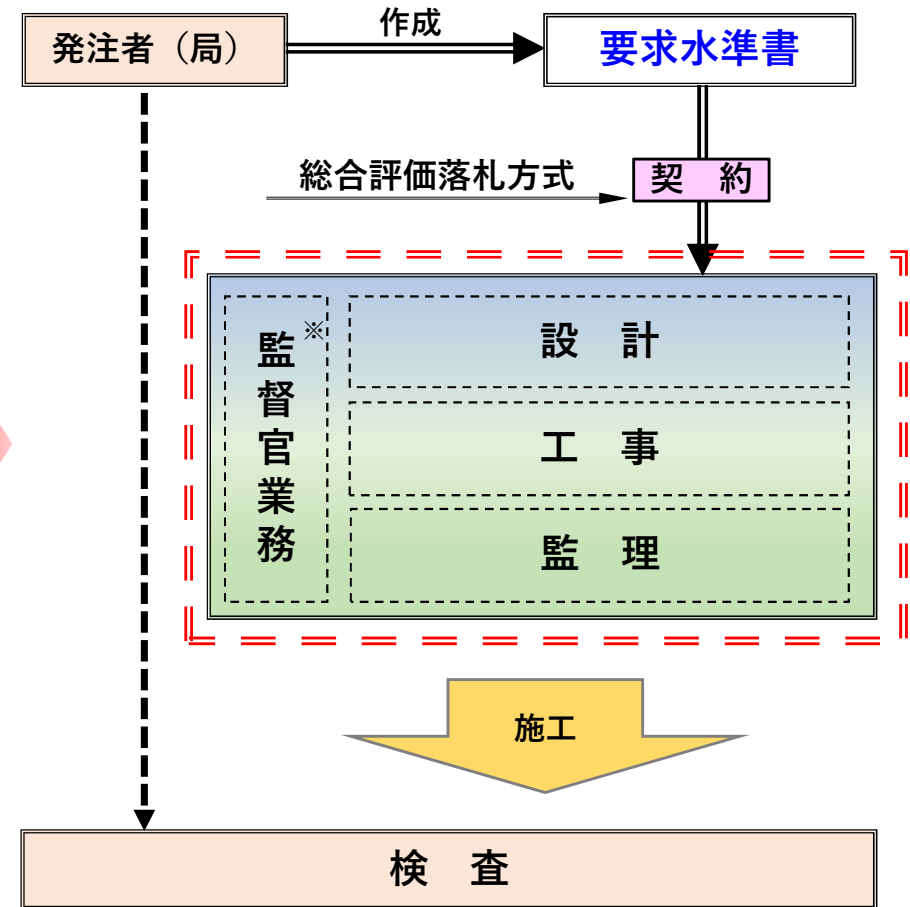 発注者（局）
作成
要求水準書
総合評価落札方式
契　約
監督官業務
※
設　計
工　事
監　理
施工
検　査